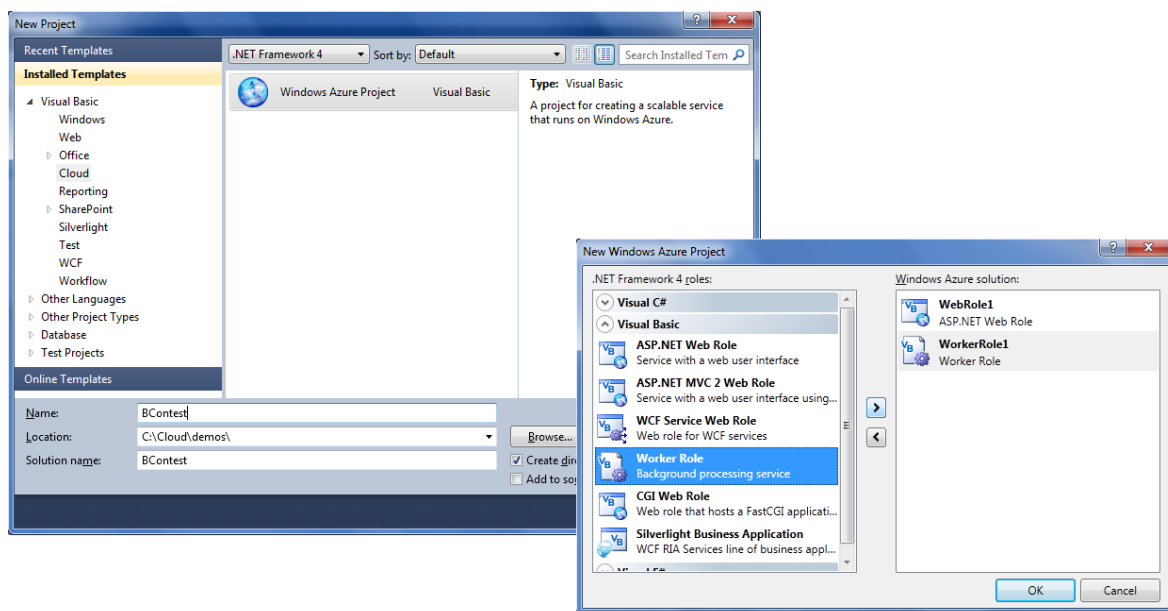 New Project
Recent Templates
Installed Templates
Visual Basic
Windows
Web
Office
Cloud
Reporting
SharePoint
Silverlight
Test
WCF
Workflow
Other Languages
Other Project Types
Database
Test Projects
Online Templates
.NET Framework 4 Sort by: Default Search Installed Tem
Windows Azure Project Visual Basic
Type: Visual Basic
A project for creating a scalable service
that runs on Windows Azure.
Name: BContest
Location: C:\Cloud\demos\ Browse...
Solution name: BContest Create dir
Add to so
New Windows Azure Project
.NET Framework 4 roles:
Visual C#
Visual Basic
ASP.NET Web Role
Service with a web user interface
ASP.NET MVC 2 Web Role
Service with a web user interface using...
WCF Service Web Role
Web role for WCF services
Worker Role
Background processing service
CGI Web Role
Web role that hosts a FastCGI applicati...
Silverlight Business Application
WCF RIA Services line of business appl...
Windows Azure solution:
WebRole1
ASP.NET Web Role
WorkerRole1
Worker Role
OK Cancel